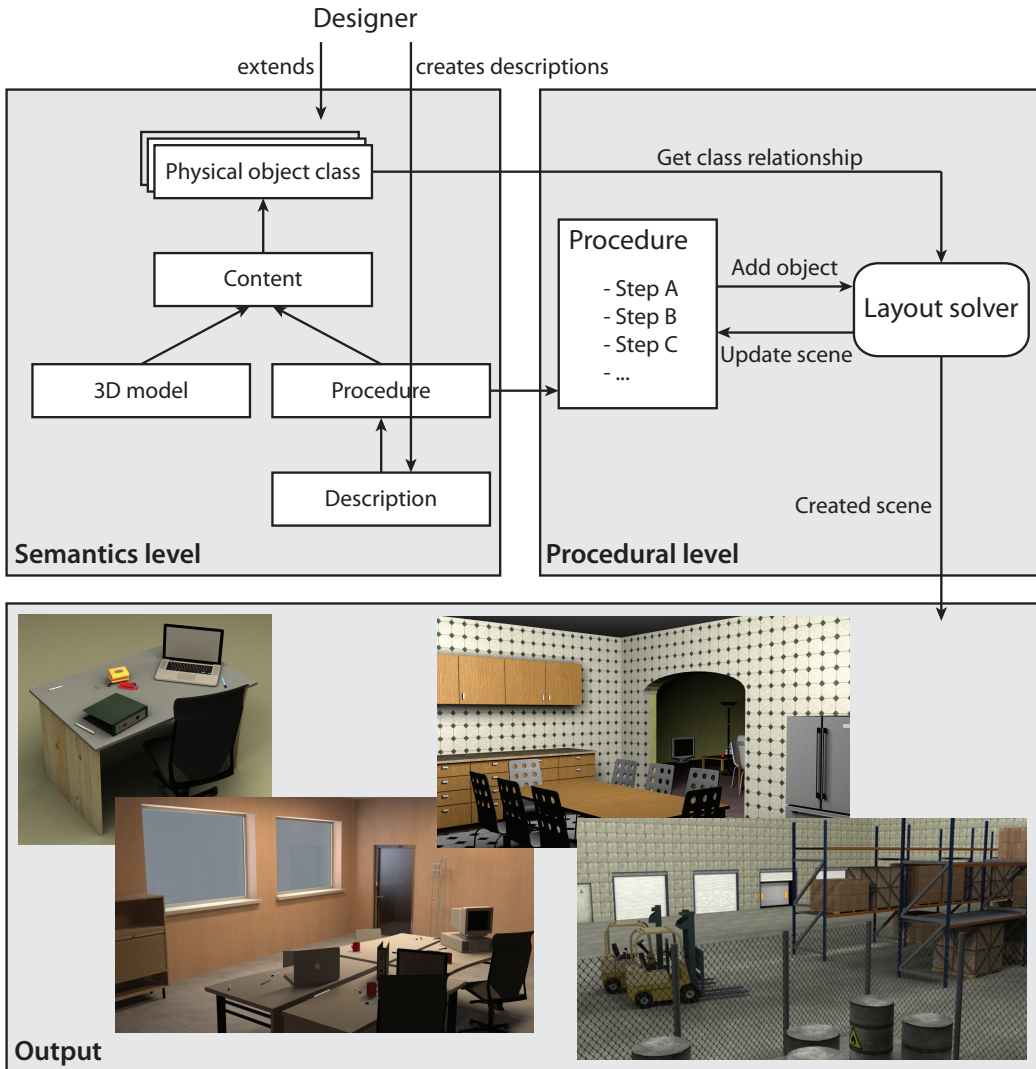 Designer
extends
creates descriptions
Physical object class
Get class relationship
Content
3D model
Procedure
Description
Semantics level
Procedure
- Step A
- Step B
- Step C
- ...
Add object
Update scene
Layout solver
Created scene
Procedural level
Output